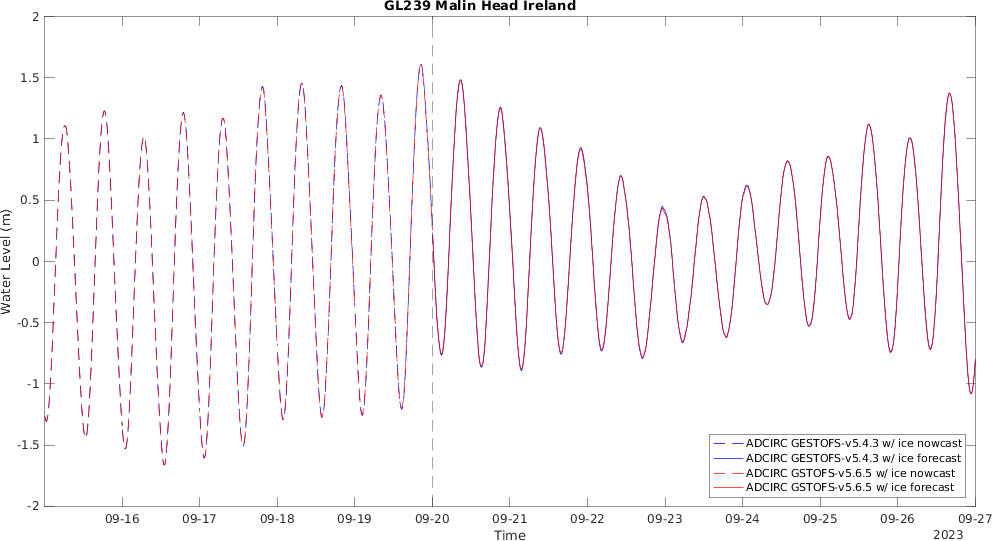 GL239 Malin Head Ireland
2
1.5
1
0.5
0
-0.5
-1
-1.5
-2
Water Level (m)
ADCIRC GESTOFS-v5.4.3 w/ ice nowcast
ADCIRC GESTOFS-v5.4.3 w/ ice forecast
ADCIRC GSTOFS-v5.6.5 w/ ice nowcast
ADCIRC GSTOFS-v5.6.5 w/ ice forecast
09-16 09-17 09-18 09-19 09-20 09-21 09-22 09-23 09-24 09-25 09-26 09-27
Time
2023